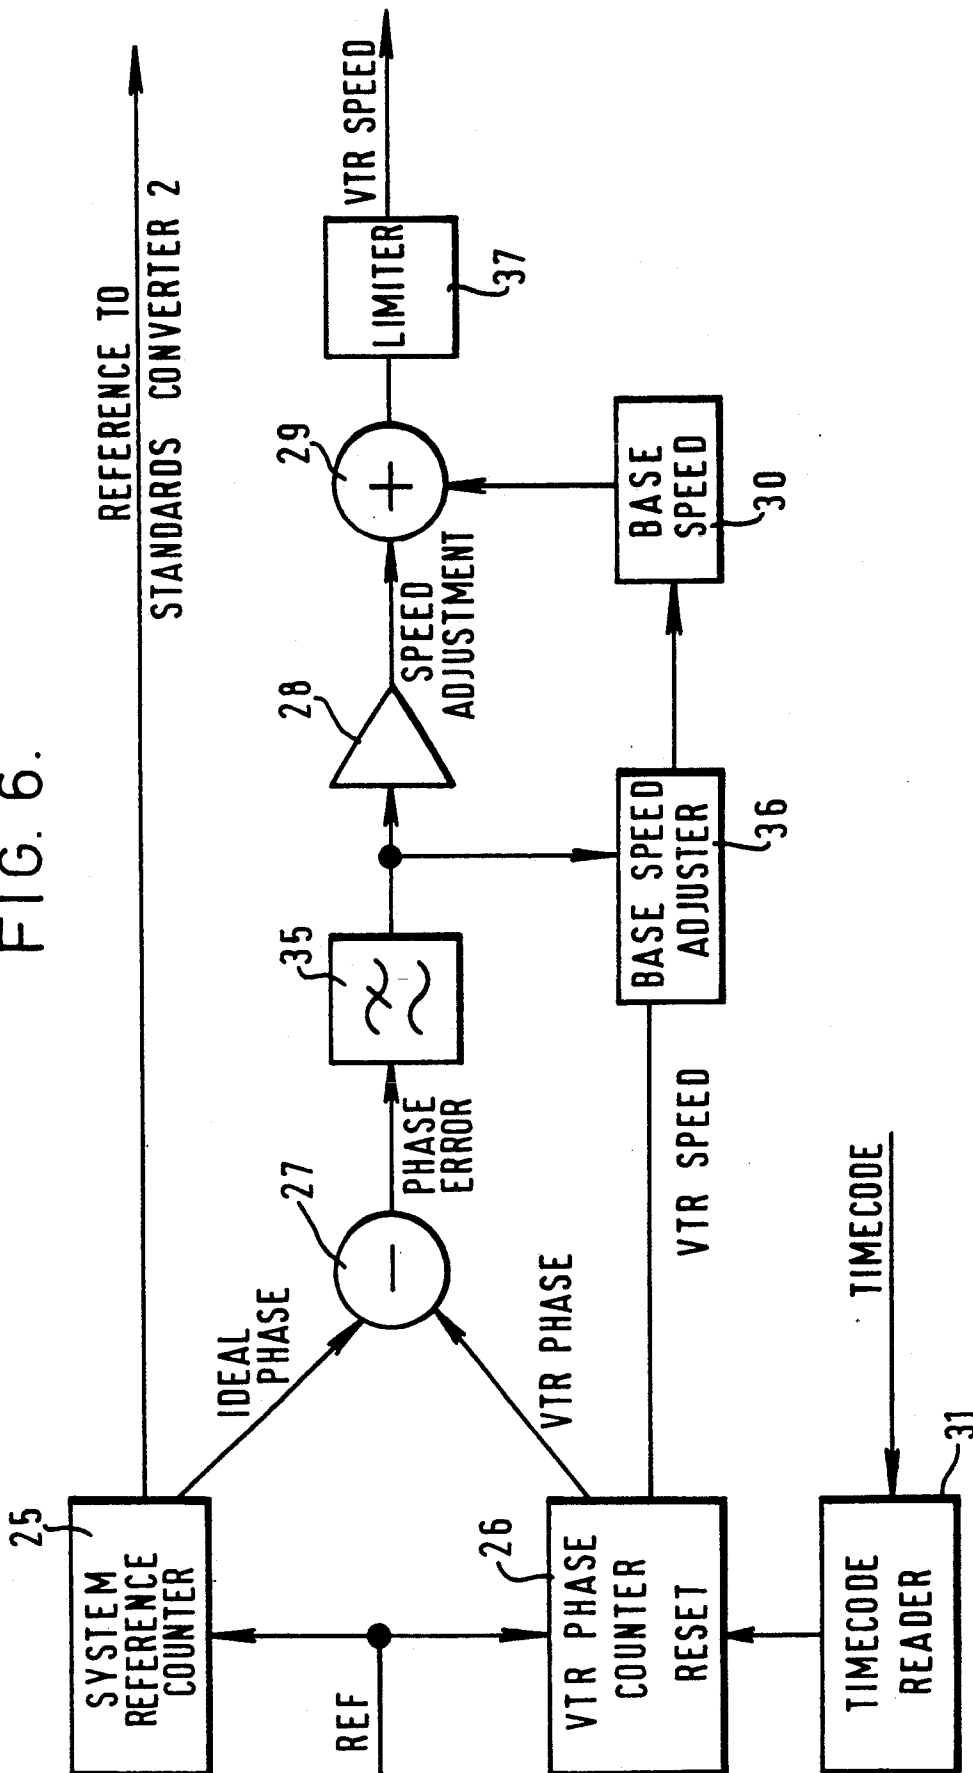 FIG. 6.
REFERENCE TO
STANDARDS CONVERTER 2
25
SYSTEM
REFERENCE
COUNTER
IDEAL
PHASE
REF
27
PHASE
ERROR
35
28
SPEED
ADJUSTMENT
29
LIMITER
37
VTR SPEED
26
VTR PHASE
COUNTER
RESET
VTR PHASE
VTR SPEED
BASE SPEED
ADJUSTER
36
BASE
SPEED
30
TIMECODE
READER
31
TIMECODE